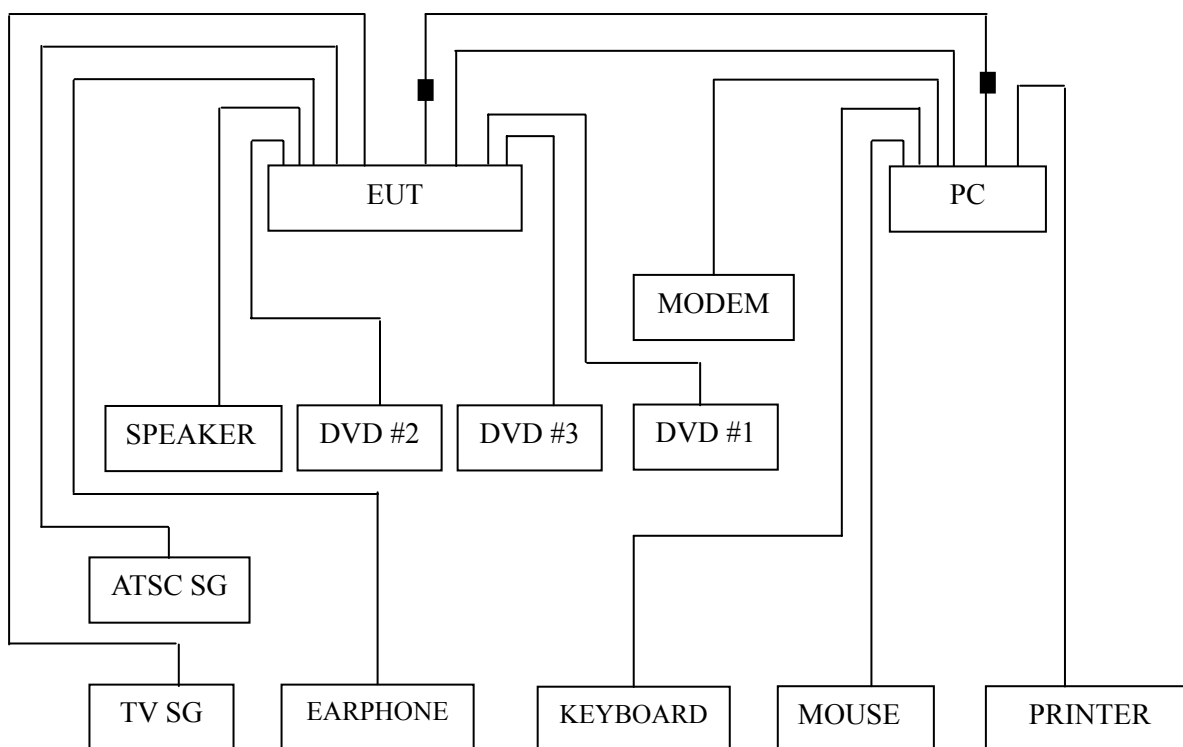 EUT
PC
MODEM
SPEAKER
DVD #2
DVD #3
DVD #1
ATSC SG
TV SG
EARPHONE
KEYBOARD
MOUSE
PRINTER